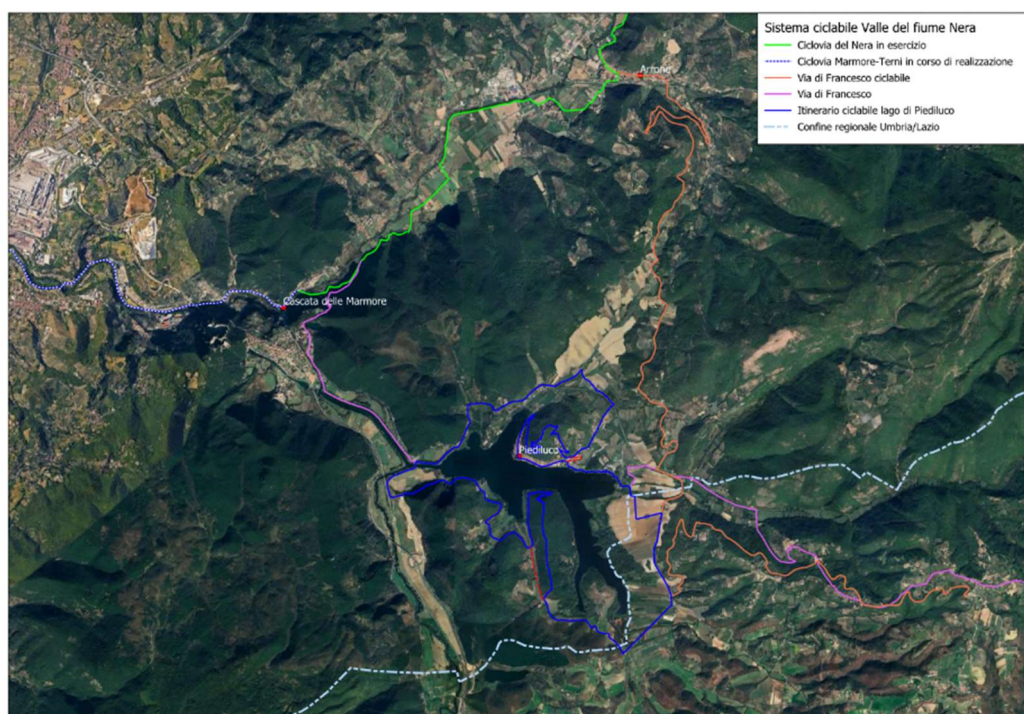 Sistema ciclabile Valle del fiume Nera
Ciclovia del Nera in esercizio
Ciclovia Marmore-Terni in corso di realizzazione
Via di Francesco ciclabile
Via di Francesco
Itinerario ciclabile lago di Piediluco
Confine regionale Umbria/Lazio
Arrone
Cascata delle Marmore
Piediluco